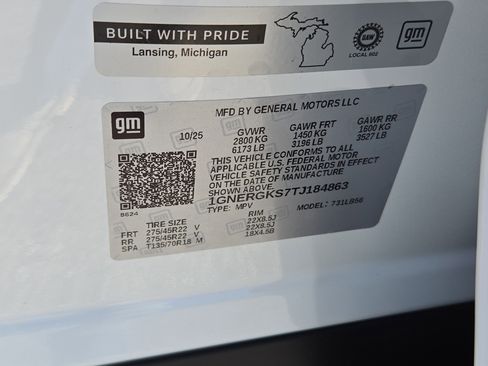 BUILT WITH PRIDE
Lansing, Michigan
UAW
LOCAL 602
gm
gm
MFD BY GENERAL MOTORS LLC
10/25
GVWR GAWR FRT GAWR RR
2800 KG 1450 KG 1600 KG
6173 LB 3196 LB 3527 LB
THIS VEHICLE CONFORMS TO ALL
APPLICABLE U.S. FEDERAL MOTOR
VEHICLE SAFETY STANDARDS IN EFFECT
ON THE DATE OF MANUFACTURE
SHOWN ABOVE
1GNERGKS7TJ184863
TYPE: MPV MODEL: 731LB56
8624
TIRE SIZE RIM
FRT 275/45R22 V 22X8.5J
RR 275/45R22 V 22X8.5J
SPA T135/70R18 M 18X4.5B